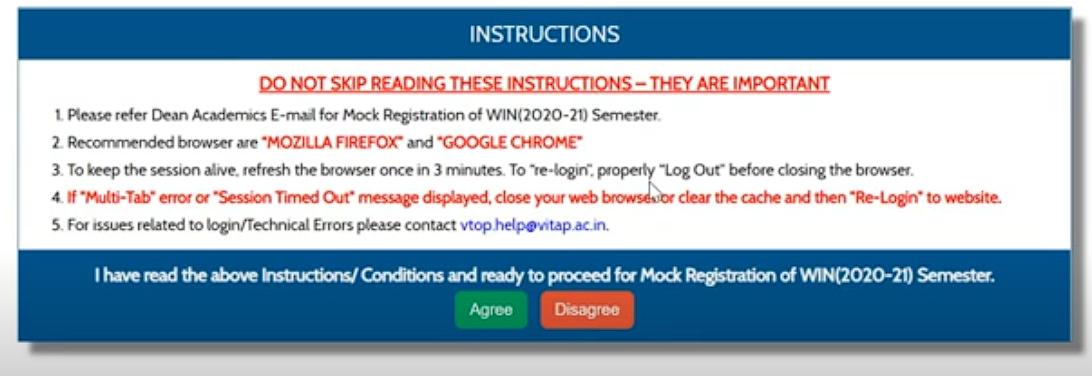 INSTRUCTIONS
DO NOT SKIP READING THESE INSTRUCTIONS – THEY ARE IMPORTANT
1. Please refer Dean Academics E-mail for Mock Registration of WIN(2020-21) Semester.
2. Recommended browser are "MOZILLA FIREFOX" and "GOOGLE CHROME"
3. To keep the session alive, refresh the browser once in 3 minutes. To "re-login", properly "Log Out" before closing the browser.
4. If "Multi-Tab" error or "Session Timed Out" message displayed, close your web browser or clear the cache and then "Re-Login" to website.
5. For issues related to login/Technical Errors please contact vtop.help@vitap.ac.in.
I have read the above Instructions/ Conditions and ready to proceed for Mock Registration of WIN(2020-21) Semester.
Agree Disagree